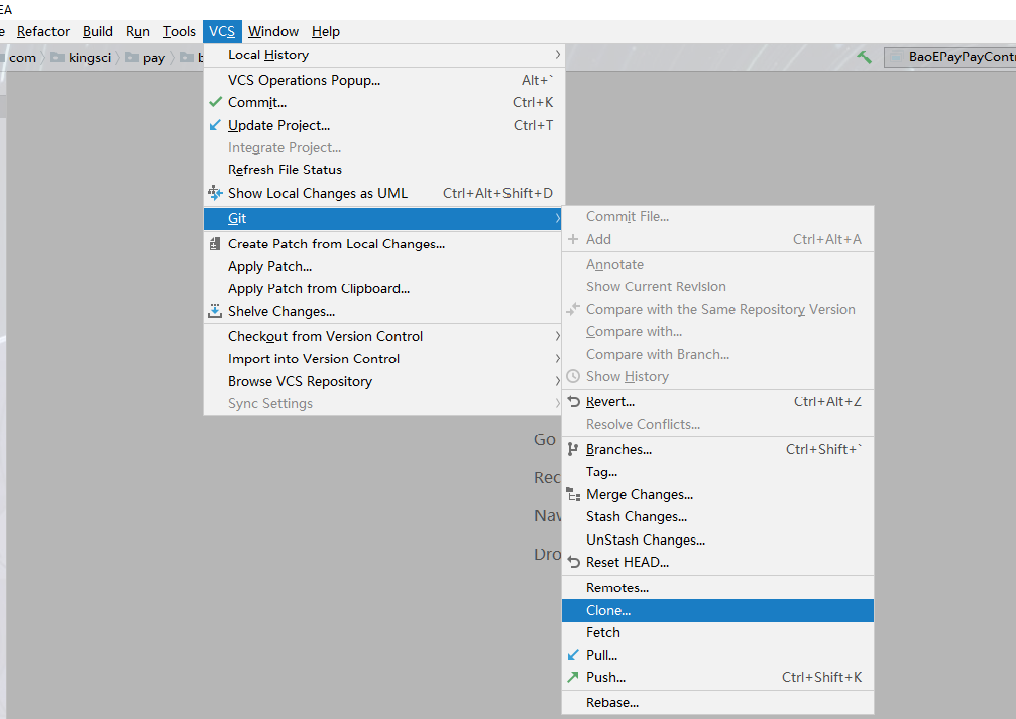 EA
e Refactor Build Run Tools VCS Window Help
com kingsci pay b BaoEPayPayContr
Local History
VCS Operations Popup... Alt+`
Commit... Ctrl+K
Update Project... Ctrl+T
Integrate Project...
Refresh File Status
Show Local Changes as UML Ctrl+Alt+Shift+D
Git
Create Patch from Local Changes...
Apply Patch...
Apply Patch from Clipboard...
Shelve Changes...
Checkout from Version Control
Import into Version Control
Browse VCS Repository
Sync Settings
Commit File...
Add Ctrl+Alt+A
Annotate
Show Current Revision
Compare with the Same Repository Version
Compare with...
Compare with Branch...
Show History
Revert... Ctrl+Alt+Z
Resolve Conflicts...
Branches... Ctrl+Shift+`
Tag...
Merge Changes...
Stash Changes...
UnStash Changes...
Reset HEAD...
Remotes...
Clone...
Fetch
Pull...
Push... Ctrl+Shift+K
Rebase...
Go
Rec
Nav
Dro